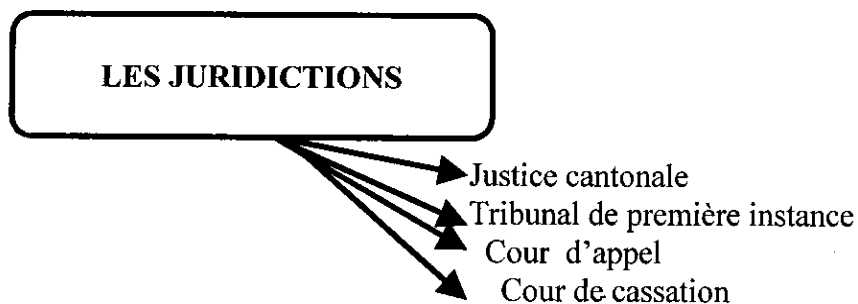 LES JURIDICTIONS
Justice cantonale
Tribunal de première instance
Cour d'appel
Cour de cassation